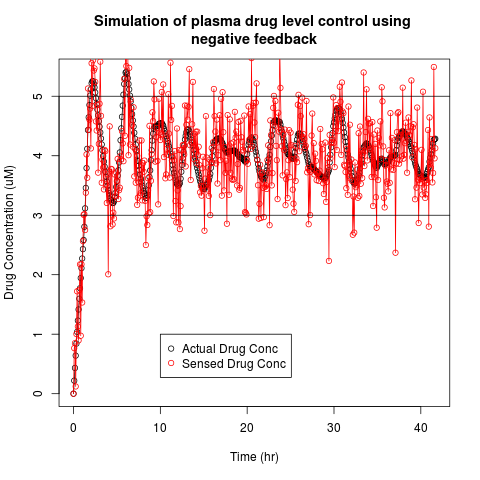 Simulation of plasma drug level control using
negative feedback
Drug Concentration (uM)
5
4
3
2
1
0
Actual Drug Conc
Sensed Drug Conc
0 10 20 30 40
Time (hr)